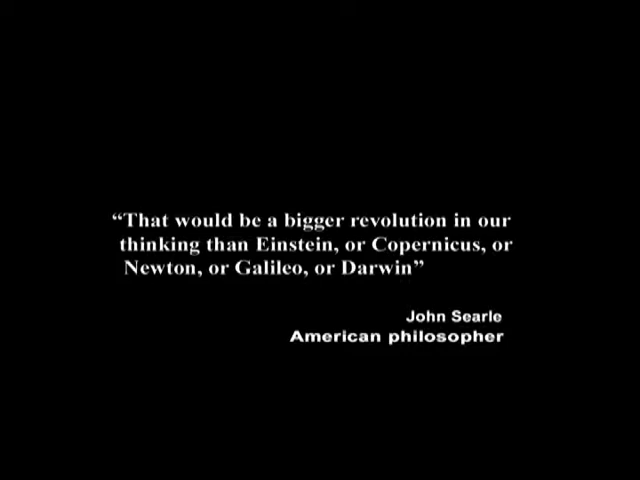 “That would be a bigger revolution in our
thinking than Einstein, or Copernicus, or
Newton, or Galileo, or Darwin”
John Searle
American philosopher